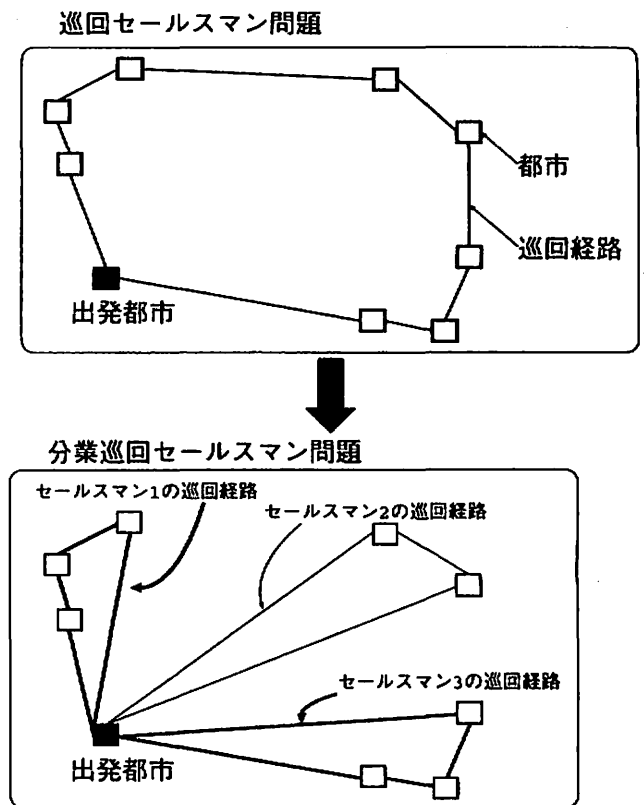 巡回セールスマン問題
都市
巡回経路
出発都市
分業巡回セールスマン問題
セールスマン1の巡回経路
セールスマン2の巡回経路
セールスマン3の巡回経路
出発都市